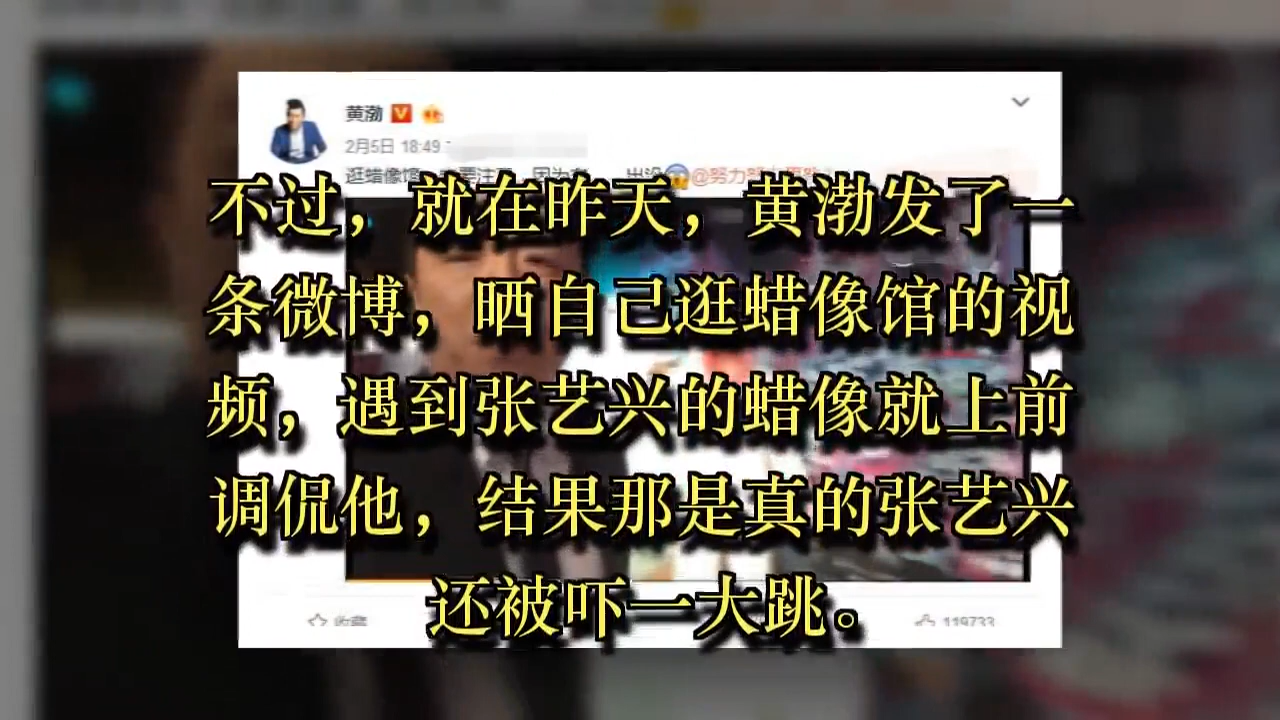 黄渤
2月5日 18:49
逛蜡像馆
不过，就在昨天，黄渤发了一
条微博，晒自己逛蜡像馆的视
频，遇到张艺兴的蜡像就上前
调侃他，结果那是真的张艺兴
还被吓一大跳。
收藏
119733